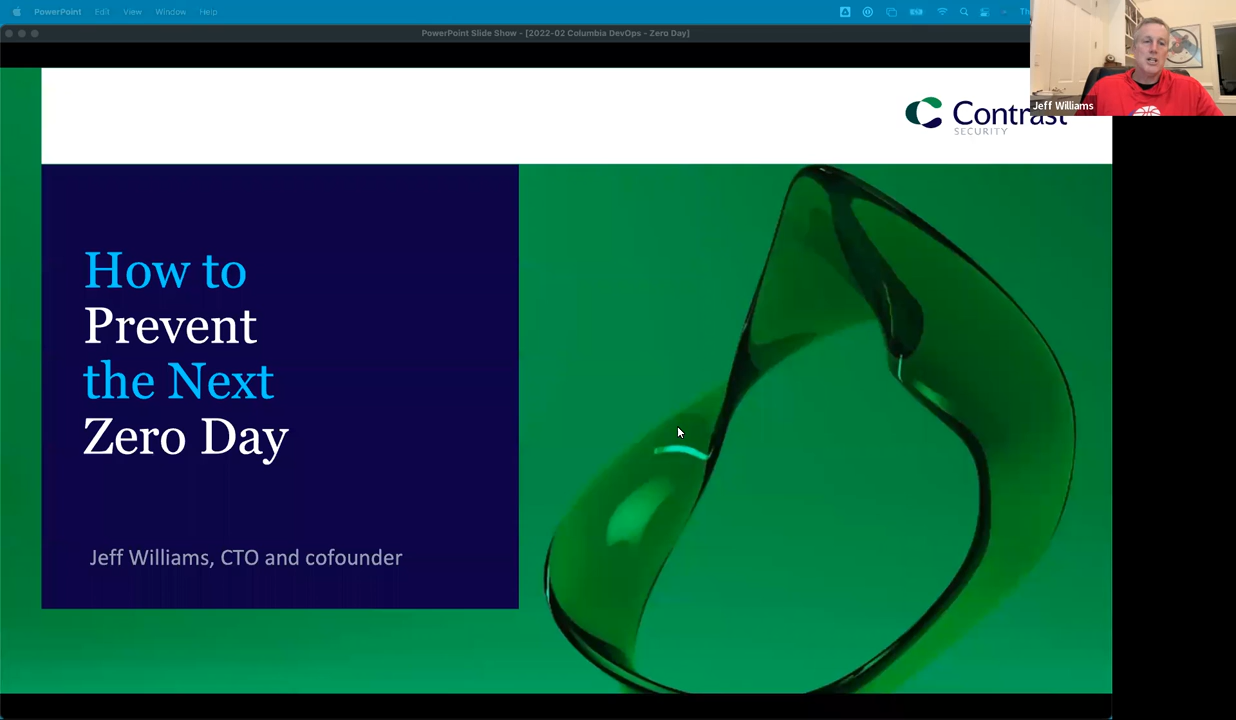 PowerPoint Edit View Window Help
PowerPoint Slide Show - [2022-02 Columbia DevOps - Zero Day]
Jeff Williams
Contrast
SECURITY
How to
Prevent
the Next
Zero Day
Jeff Williams, CTO and cofounder